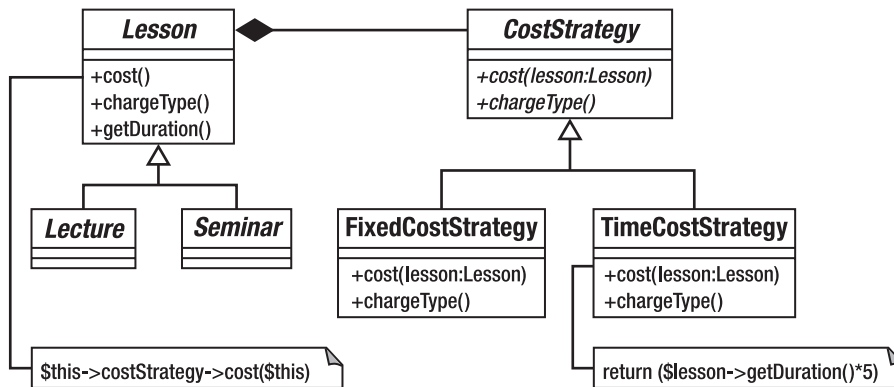 Lesson
+cost()
+chargeType()
+getDuration()
CostStrategy
+cost(lesson:Lesson)
+chargeType()
Lecture
Seminar
FixedCostStrategy
+cost(lesson:Lesson)
+chargeType()
TimeCostStrategy
+cost(lesson:Lesson)
+chargeType()
$this->costStrategy->cost($this)
return ($lesson->getDuration()*5)